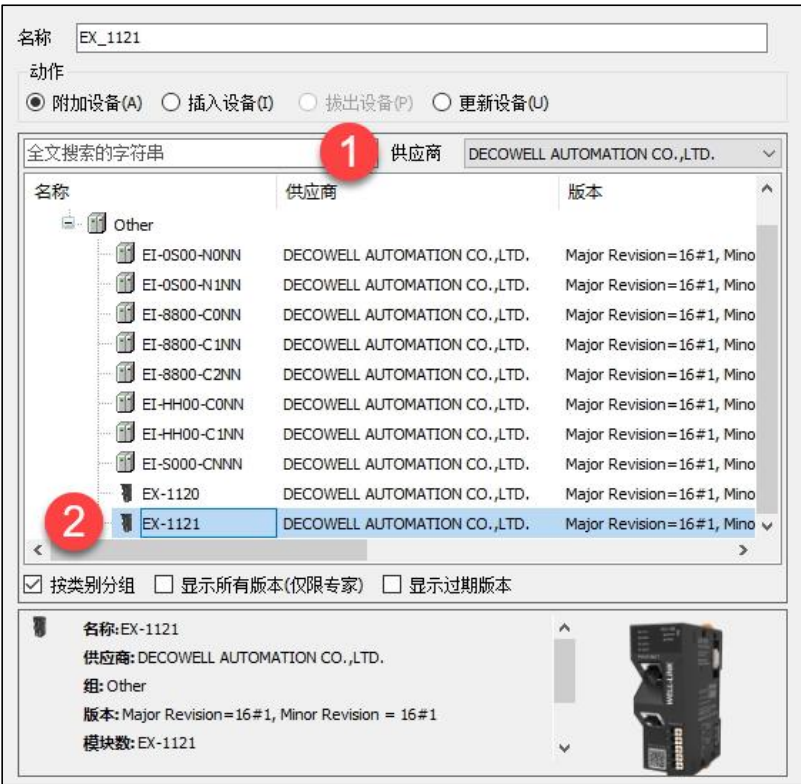 名称 EX_1121
动作
附加设备(A) 插入设备(I) 拔出设备(P) 更新设备(U)
全文搜索的字符串 1 供应商 DECOWELL AUTOMATION CO.,LTD.
名称 供应商 版本
Other
EI-0S00-N0NN DECOWELL AUTOMATION CO.,LTD. Major Revision=16#1, Mino
EI-0S00-N1NN DECOWELL AUTOMATION CO.,LTD. Major Revision=16#1, Mino
EI-8800-C0NN DECOWELL AUTOMATION CO.,LTD. Major Revision=16#1, Mino
EI-8800-C1NN DECOWELL AUTOMATION CO.,LTD. Major Revision=16#1, Mino
EI-8800-C2NN DECOWELL AUTOMATION CO.,LTD. Major Revision=16#1, Mino
EI-HH00-C0NN DECOWELL AUTOMATION CO.,LTD. Major Revision=16#1, Mino
EI-HH00-C1NN DECOWELL AUTOMATION CO.,LTD. Major Revision=16#1, Mino
EI-S000-CNNN DECOWELL AUTOMATION CO.,LTD. Major Revision=16#1, Mino
EX-1120 DECOWELL AUTOMATION CO.,LTD. Major Revision=16#1, Mino
2 EX-1121 DECOWELL AUTOMATION CO.,LTD. Major Revision=16#1, Mino
按类别分组 显示所有版本(仅限专家) 显示过期版本
名称:EX-1121
供应商:DECOWELL AUTOMATION CO.,LTD.
组:Other
版本:Major Revision=16#1, Minor Revision = 16#1
模块数:EX-1121
WELL-LINK